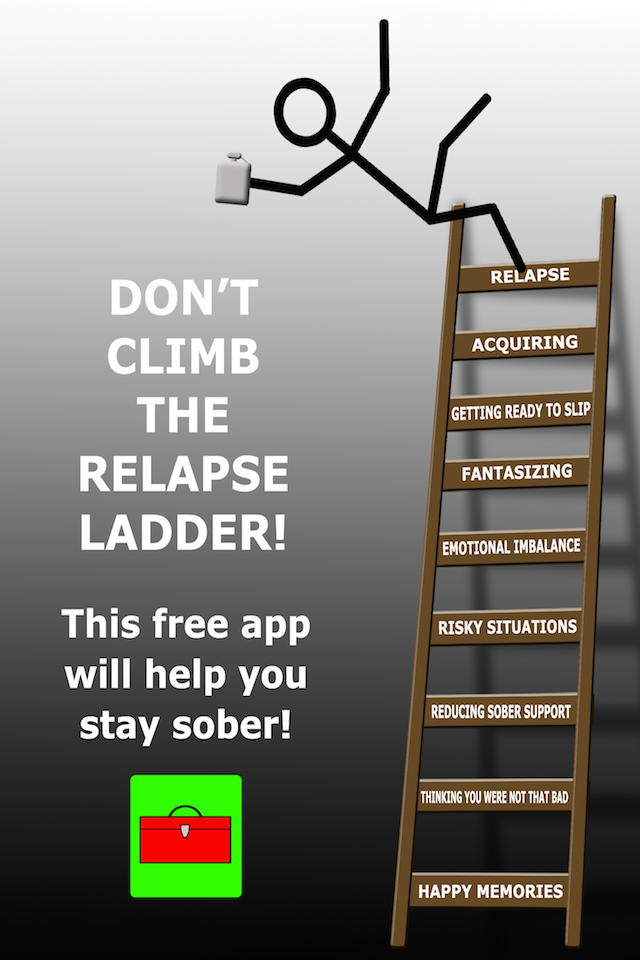 DON'T
CLIMB
THE
RELAPSE
LADDER!
This free app
will help you
stay sober!
RELAPSE
ACQUIRING
GETTING READY TO SLIP
FANTASIZING
EMOTIONAL IMBALANCE
RISKY SITUATIONS
REDUCING SOBER SUPPORT
THINKING YOU WERE NOT THAT BAD
HAPPY MEMORIES